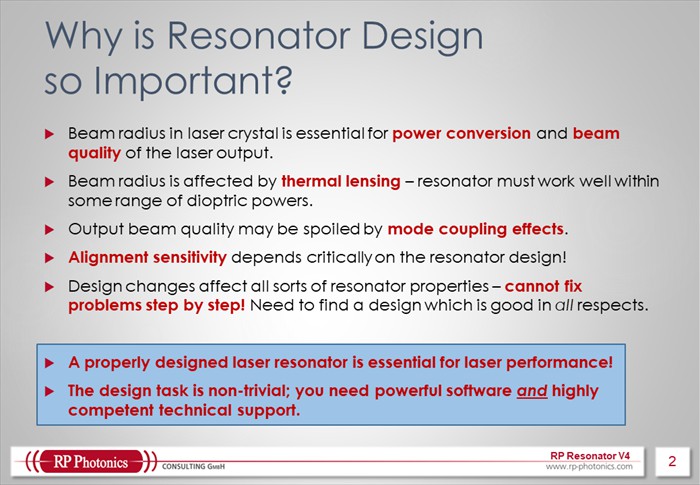 Why is Resonator Design
so Important?
Beam radius in laser crystal is essential for power conversion and beam
quality of the laser output.
Beam radius is affected by thermal lensing – resonator must work well within
some range of dioptric powers.
Output beam quality may be spoiled by mode coupling effects.
Alignment sensitivity depends critically on the resonator design!
Design changes affect all sorts of resonator properties – cannot fix
problems step by step! Need to find a design which is good in all respects.
A properly designed laser resonator is essential for laser performance!
The design task is non-trivial; you need powerful software and highly
competent technical support.
RP Photonics
CONSULTING GmbH
RP Resonator V4
www.rp-photonics.com
2